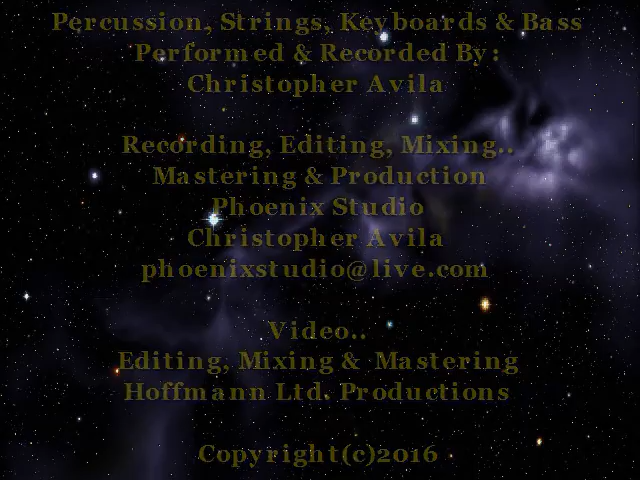 Percussion, Strings, Keyboards & Bass
Performed & Recorded By:
Christopher Avila
Recording, Editing, Mixing..
Mastering & Production
Phoenix Studio
Christopher Avila
phoenixstudio@live.com
Video..
Editing, Mixing & Mastering
Hoffmann Ltd. Productions
Copyright(c)2016